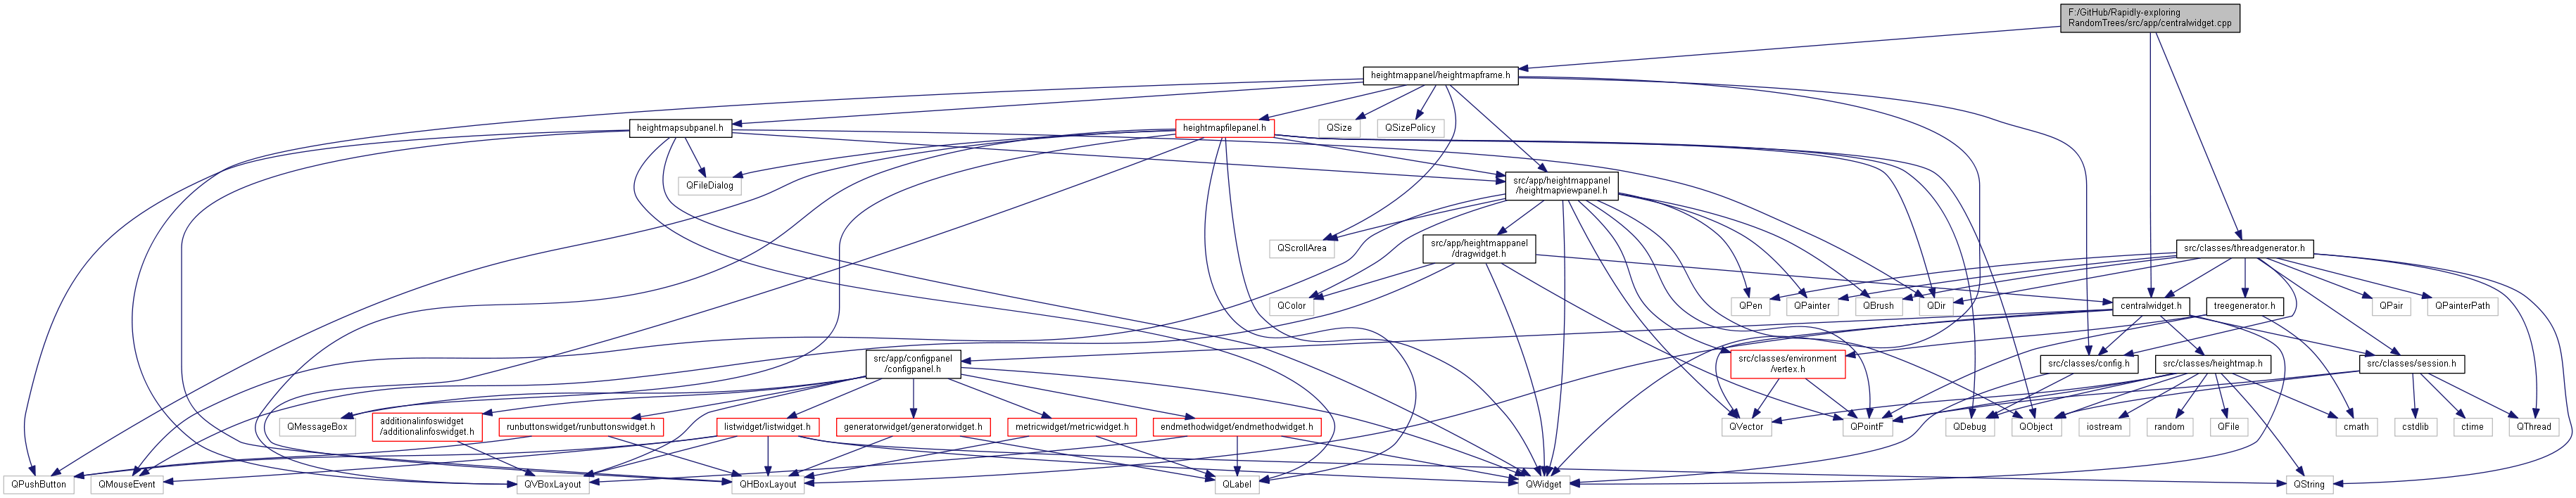 F:/GitHub/Rapidly-exploring
RandomTrees/src/app/centralwidget.cpp
heightmappanel/heightmapframe.h
heightmapsubpanel.h
heightmapfilepanel.h
QSize
QSizePolicy
QFileDialog
src/app/heightmappanel
/heightmapviewpanel.h
QScrollArea
src/app/heightmappanel
/dragwidget.h
src/classes/threadgenerator.h
QColor
QPen
QPainter
QBrush
QDir
centralwidget.h
treegenerator.h
QPair
QPainterPath
src/app/configpanel
/configpanel.h
src/classes/environment
/vertex.h
src/classes/config.h
src/classes/heightmap.h
src/classes/session.h
QMessageBox
additionalinfoswidget
/additionalinfoswidget.h
runbuttonswidget/runbuttonswidget.h
listwidget/listwidget.h
generatorwidget/generatorwidget.h
metricwidget/metricwidget.h
endmethodwidget/endmethodwidget.h
QVector
QPointF
QDebug
QObject
iostream
random
QFile
cmath
cstdlib
ctime
QThread
QPushButton
QMouseEvent
QVBoxLayout
QHBoxLayout
QLabel
QWidget
QString